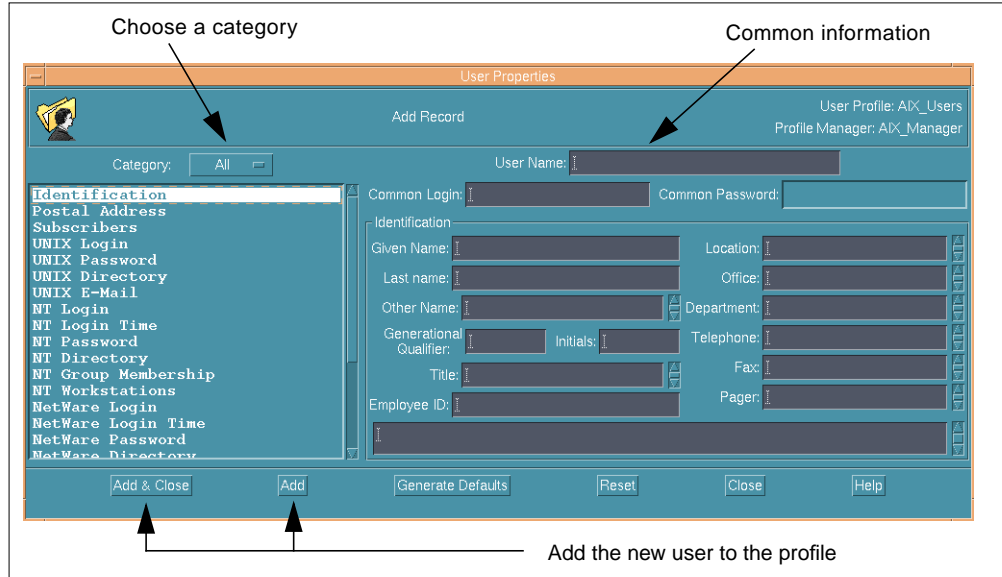 Choose a category
Common information
User Properties
Add Record
User Profile: AIX_Users
Profile Manager: AIX_Manager
Category: All
User Name:
Identification
Postal Address
Subscribers
UNIX Login
UNIX Password
UNIX Directory
UNIX E-Mail
NT Login
NT Login Time
NT Password
NT Directory
NT Group Membership
NT Workstations
NetWare Login
NetWare Login Time
NetWare Password
NetWare Directory
Common Login:
Common Password:
Identification
Given Name:
Last name:
Other Name:
Generational
Qualifier:
Initials:
Title:
Employee ID:
Location:
Office:
Department:
Telephone:
Fax:
Pager:
Add & Close
Add
Generate Defaults
Reset
Close
Help
Add the new user to the profile